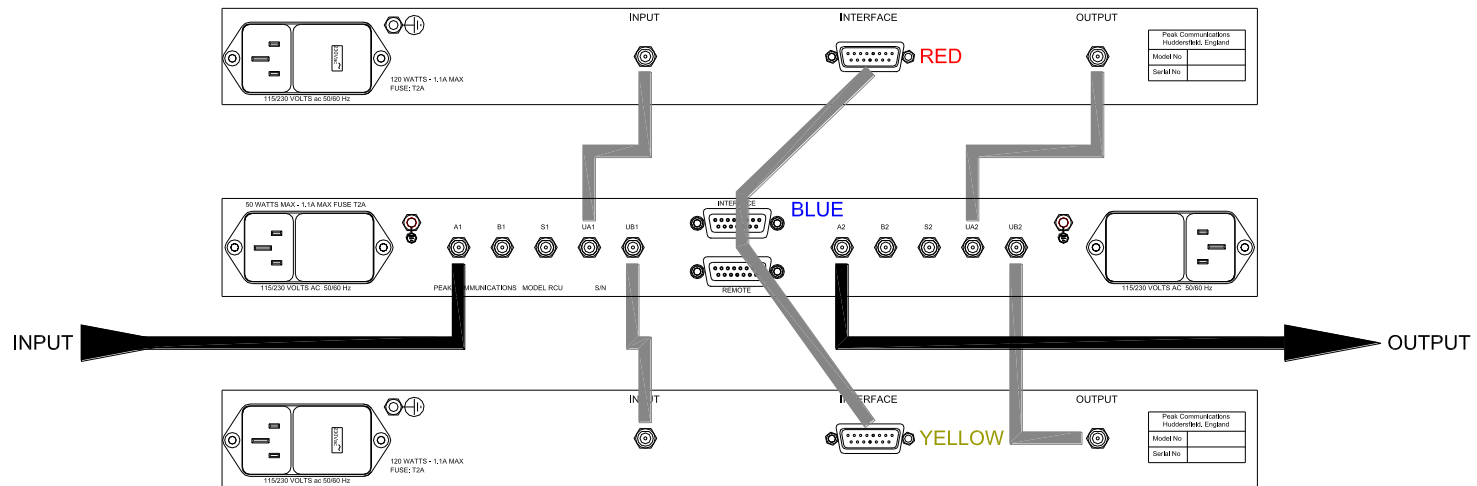 INPUT INTERFACE OUTPUT
RED
230Vac
120 WATTS - 1.1A MAX
FUSE: T2A
115/230 VOLTS ac 50/60 Hz
Peak Communications
Huddersfield. England
Model No
Serial No
50 WATTS MAX - 1.1A MAX FUSE T2A
INTERFACE
BLUE
A1 B1 S1 UA1 UB1
A2 B2 S2 UA2 UB2
115/230 VOLTS AC 50/60 Hz
PEAK COMMUNICATIONS MODEL RCU S/N
REMOTE
115/230 VOLTS AC 50/60 Hz
INPUT
OUTPUT
INPUT INTERFACE OUTPUT
YELLOW
230Vac
120 WATTS - 1.1A MAX
FUSE: T2A
115/230 VOLTS ac 50/60 Hz
Peak Communications
Huddersfield. England
Model No
Serial No